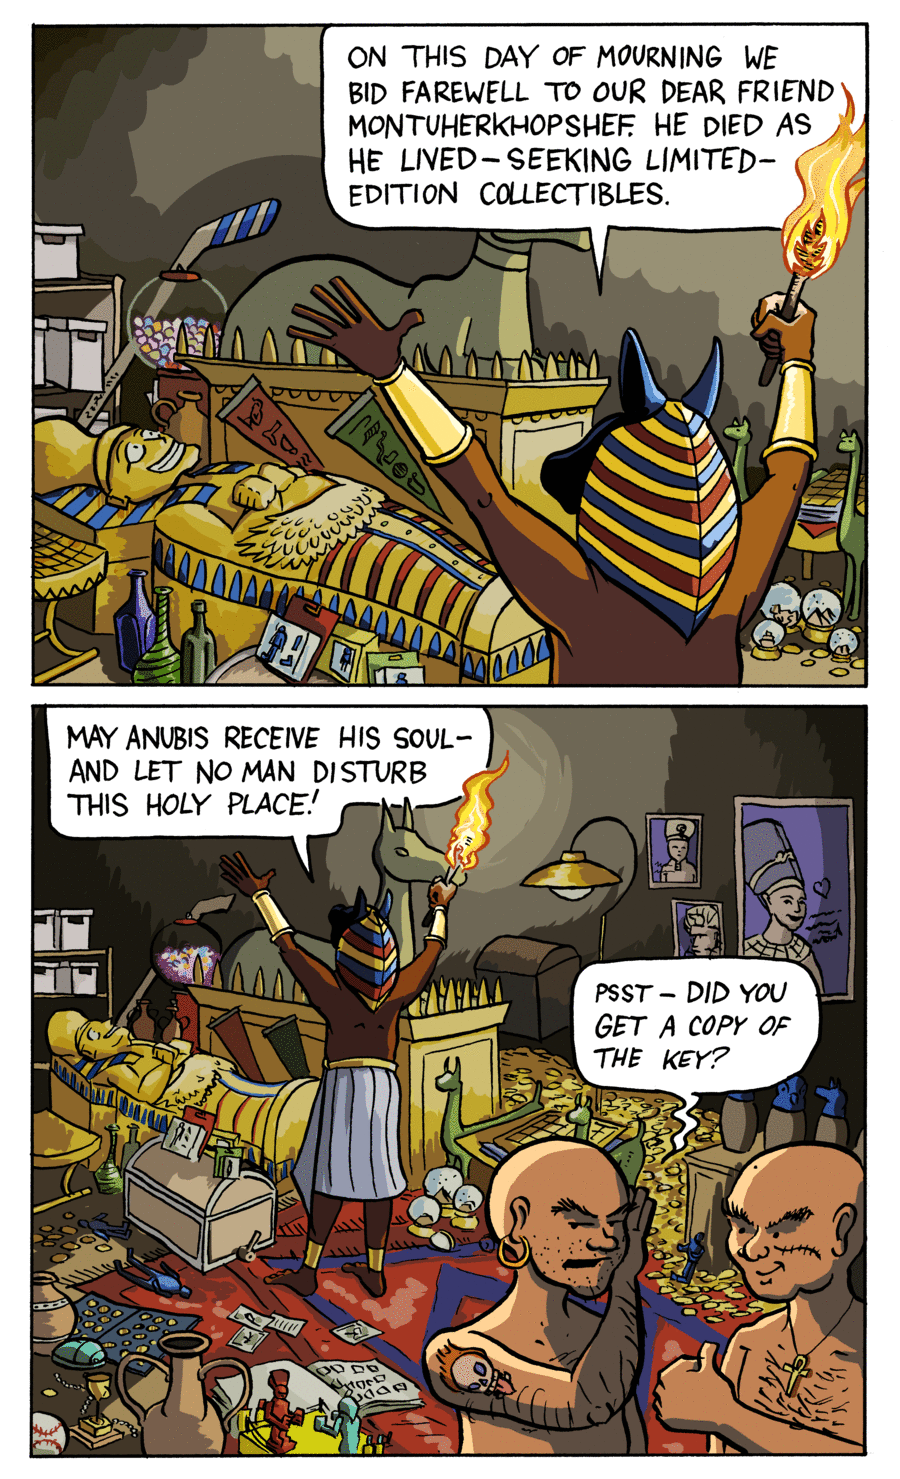 ON THIS DAY OF MOURNING WE
BID FAREWELL TO OUR DEAR FRIEND
MONTUHERKHOPSHEF. HE DIED AS
HE LIVED—SEEKING LIMITED-
EDITION COLLECTIBLES.
MAY ANUBIS RECEIVE HIS SOUL—
AND LET NO MAN DISTURB
THIS HOLY PLACE!
PSST — DID YOU
GET A COPY OF
THE KEY?